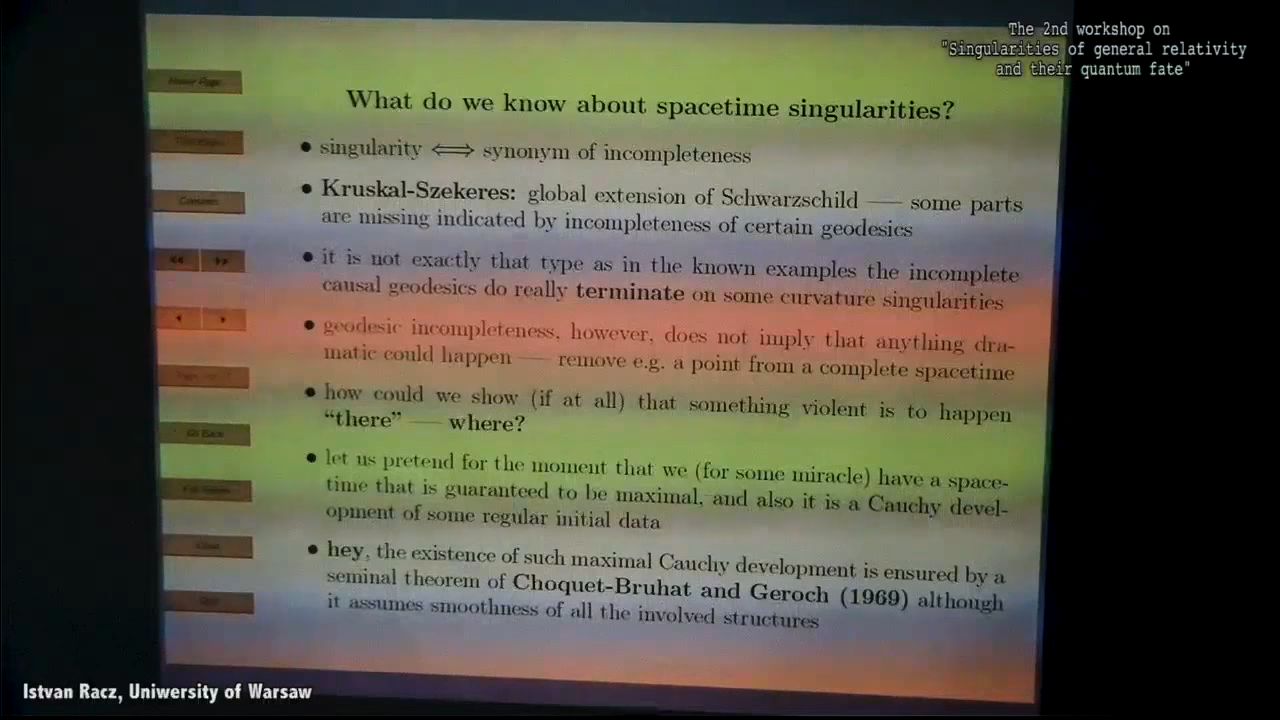 The 2nd workshop on
"Singularities of general relativity
and their quantum fate"
Home Page
What do we know about spacetime singularities?
• singularity ⟺ synonym of incompleteness
Contents
• Kruskal-Szekeres: global extension of Schwarzschild — some parts
are missing indicated by incompleteness of certain geodesics
◀◀ ▶▶
• it is not exactly that type as in the known examples the incomplete
causal geodesics do really terminate on some curvature singularities
◀ ▶
• geodesic incompleteness, however, does not imply that anything dra-
matic could happen — remove e.g. a point from a complete spacetime
• how could we show (if at all) that something violent is to happen
“there” — where?
Go Back
• let us pretend for the moment that we (for some miracle) have a space-
time that is guaranteed to be maximal, and also it is a Cauchy devel-
opment of some regular initial data
• hey, the existence of such maximal Cauchy development is ensured by a
seminal theorem of Choquet-Bruhat and Geroch (1969) although
it assumes smoothness of all the involved structures
Istvan Racz, Uniwersity of Warsaw